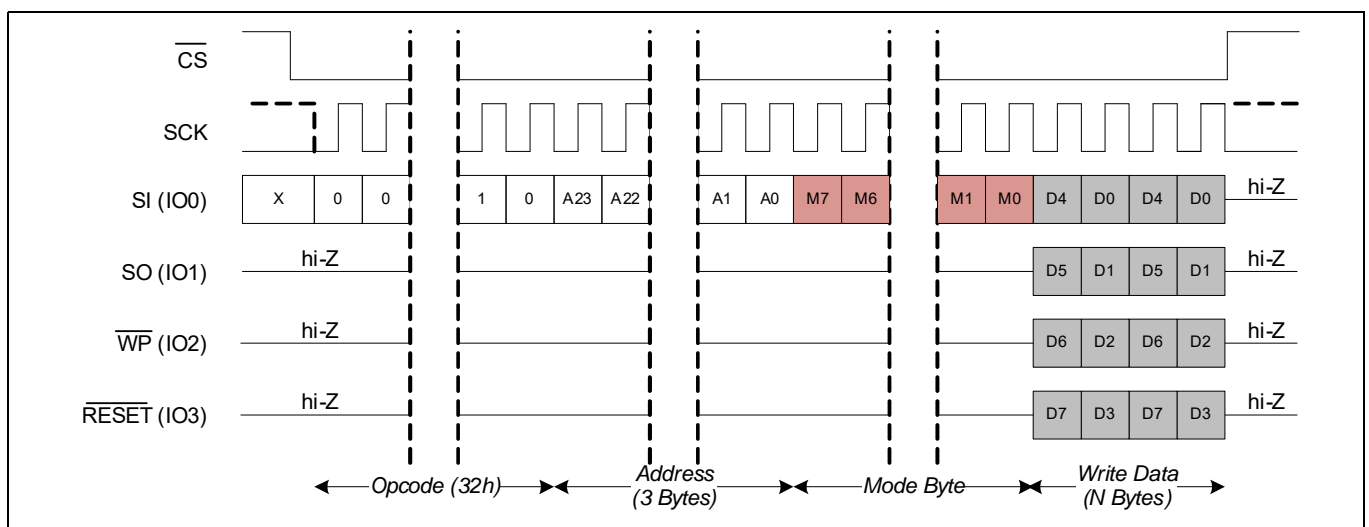 CS
SCK
SI (IO0) X 0 0 1 0 A23 A22 A1 A0 M7 M6 M1 M0 D4 D0 D4 D0 hi-Z
SO (IO1) hi-Z D5 D1 D5 D1 hi-Z
WP (IO2) hi-Z D6 D2 D6 D2 hi-Z
RESET (IO3) hi-Z D7 D3 D7 D3 hi-Z
Opcode (32h) Address Mode Byte Write Data
(3 Bytes) (N Bytes)